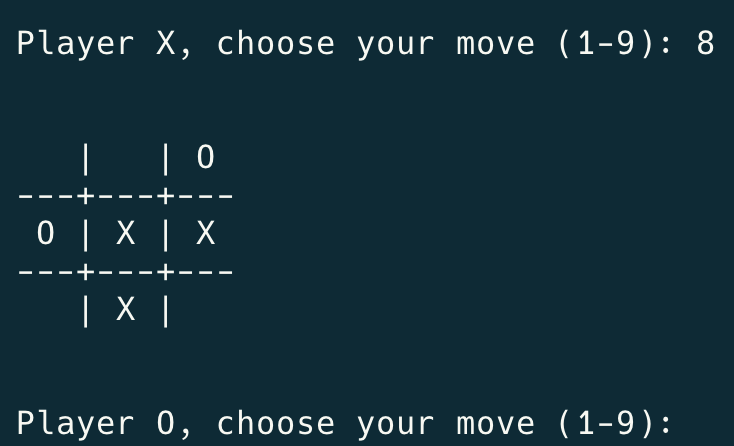 Player X, choose your move (1-9): 8
   |   | O
---+---+---
 O | X | X
---+---+---
   | X |
Player O, choose your move (1-9):